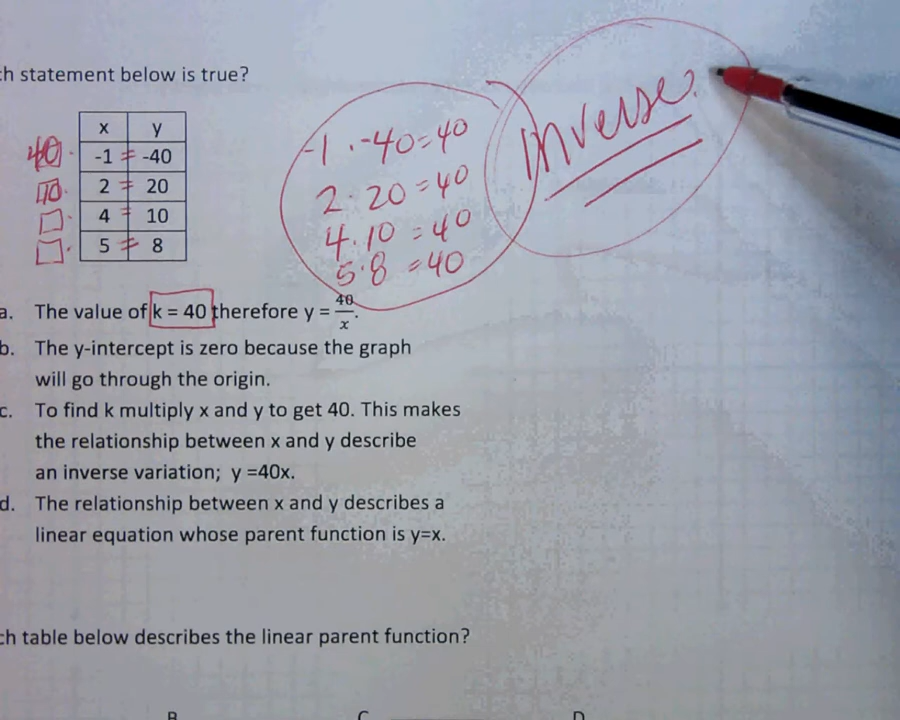 ch statement below is true?
x y
40 · -1 = -40
10 · 2 = 20
4 = 10
5 = 8
-1 · -40 = 40
2 · 20 = 40
4 · 10 = 40
5 · 8 = 40
Inverse
a. The value of k = 40 therefore y = 40/x.
b. The y-intercept is zero because the graph
will go through the origin.
c. To find k multiply x and y to get 40. This makes
the relationship between x and y describe
an inverse variation; y =40x.
d. The relationship between x and y describes a
linear equation whose parent function is y=x.
ch table below describes the linear parent function?
B C D